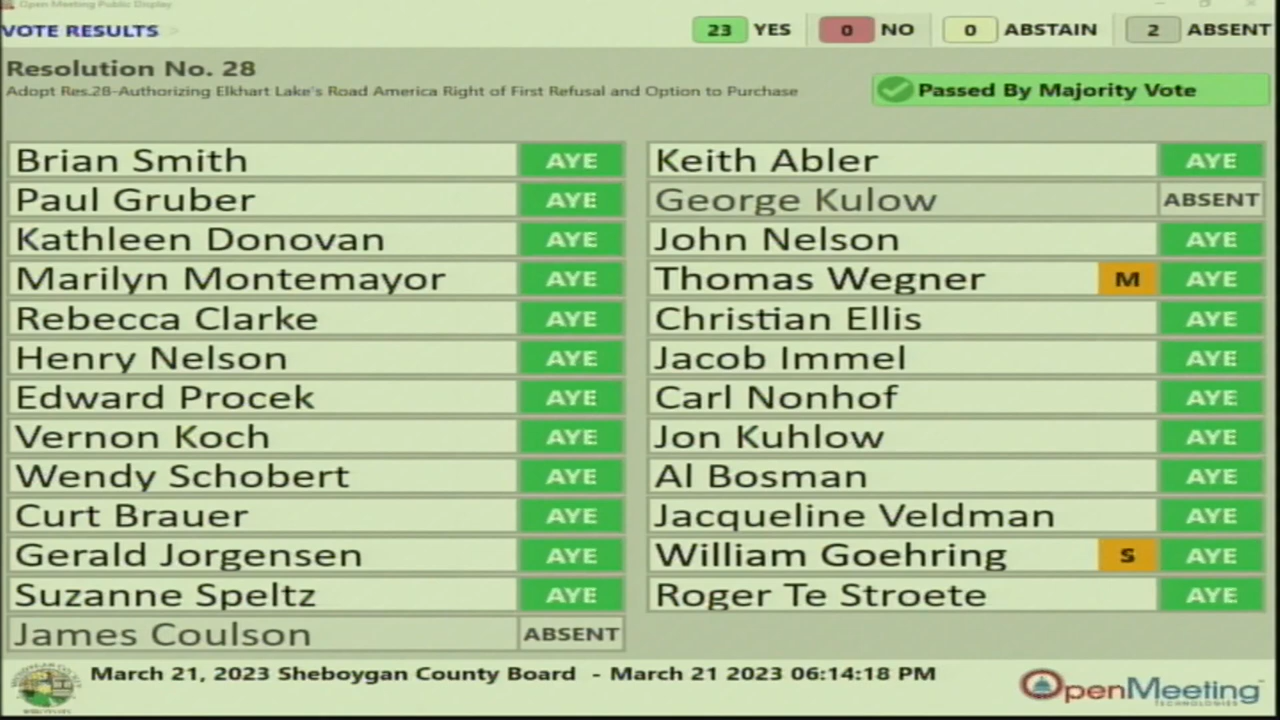 Open Meeting Public Display
VOTE RESULTS
23 YES 0 NO 0 ABSTAIN 2 ABSENT
Resolution No. 28
Adopt Res.28-Authorizing Elkhart Lake's Road America Right of First Refusal and Option to Purchase
Passed By Majority Vote
Brian Smith AYE
Paul Gruber AYE
Kathleen Donovan AYE
Marilyn Montemayor AYE
Rebecca Clarke AYE
Henry Nelson AYE
Edward Procek AYE
Vernon Koch AYE
Wendy Schobert AYE
Curt Brauer AYE
Gerald Jorgensen AYE
Suzanne Speltz AYE
James Coulson ABSENT
Keith Abler AYE
George Kulow ABSENT
John Nelson AYE
Thomas Wegner M AYE
Christian Ellis AYE
Jacob Immel AYE
Carl Nonhof AYE
Jon Kuhlow AYE
Al Bosman AYE
Jacqueline Veldman AYE
William Goehring S AYE
Roger Te Stroete AYE
March 21, 2023 Sheboygan County Board - March 21 2023 06:14:18 PM
OpenMeeting
TECHNOLOGIES